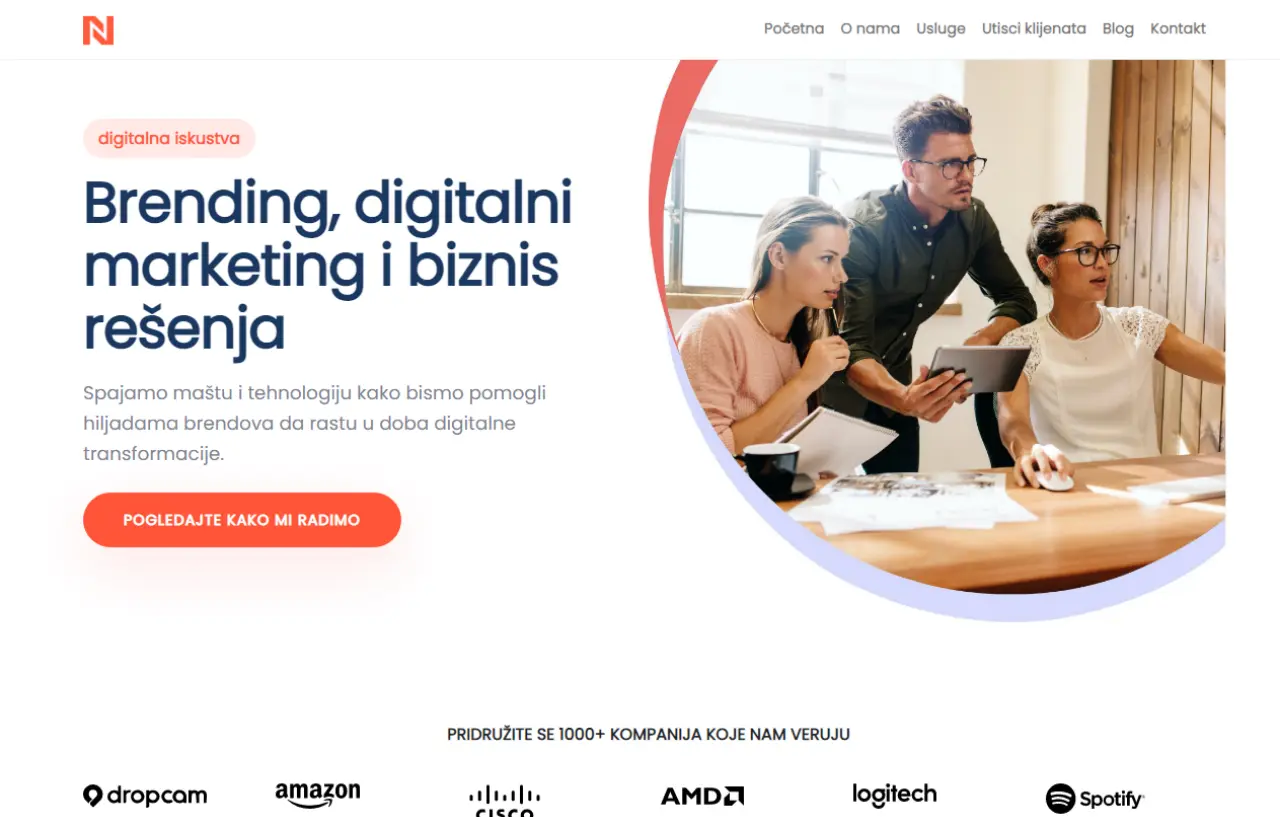 N
Početna O nama Usluge Utisci klijenata Blog Kontakt
digitalna iskustva
Brending, digitalni
marketing i biznis
rešenja
Spajamo maštu i tehnologiju kako bismo pomogli
hiljadama brendova da rastu u doba digitalne
transformacije.
POGLEDAJTE KAKO MI RADIMO
PRIDRUŽITE SE 1000+ KOMPANIJA KOJE NAM VERUJU
dropcam amazon cisco AMD logitech Spotify